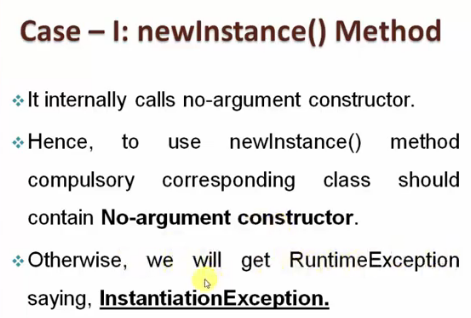 Case – I: newInstance() Method
❖It internally calls no-argument constructor.
❖Hence, to use newInstance() method
compulsory corresponding class should
contain No-argument constructor.
❖Otherwise, we will get RuntimeException
saying, InstantiationException.